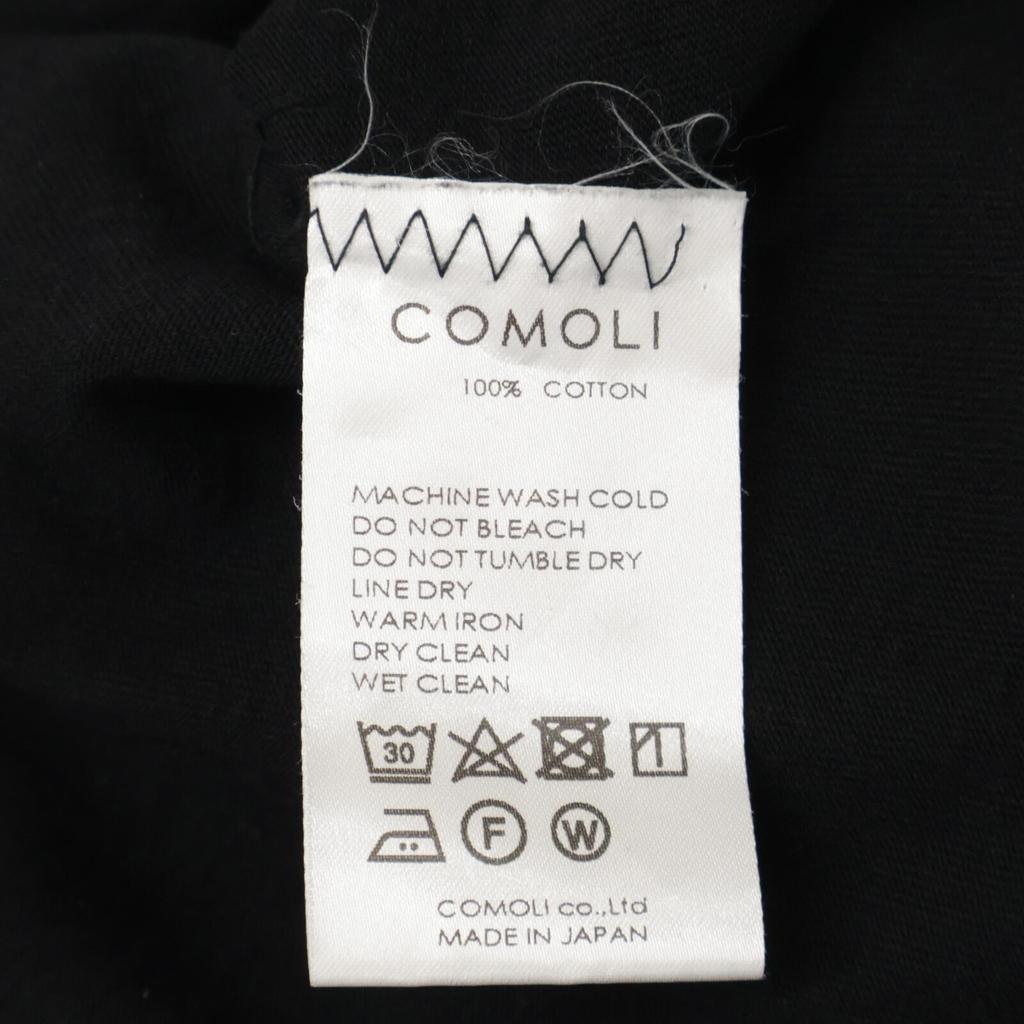 COMOLI
100% COTTON
MACHINE WASH COLD
DO NOT BLEACH
DO NOT TUMBLE DRY
LINE DRY
WARM IRON
DRY CLEAN
WET CLEAN
30
F W
COMOLI co.,Ltd
MADE IN JAPAN